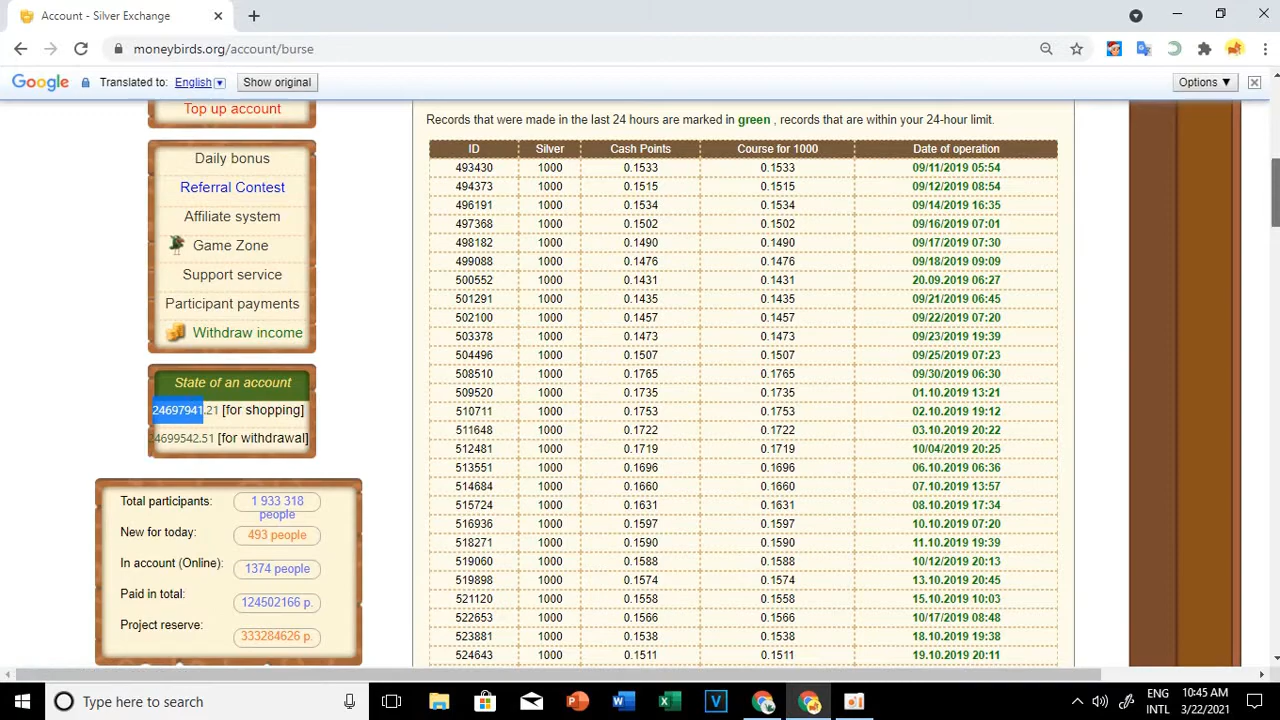 Account - Silver Exchange
moneybirds.org/account/burse
Google Translated to: English Show original Options ▼
Top up account
Daily bonus
Referral Contest
Affiliate system
Game Zone
Support service
Participant payments
Withdraw income
State of an account
24697941.21 [for shopping]
24699542.51 [for withdrawal]
Total participants: 1 933 318 people
New for today: 493 people
In account (Online): 1374 people
Paid in total: 124502166 p.
Project reserve: 333284626 p.
Records that were made in the last 24 hours are marked in green , records that are within your 24-hour limit.
ID Silver Cash Points Course for 1000 Date of operation
493430 1000 0.1533 0.1533 09/11/2019 05:54
494373 1000 0.1515 0.1515 09/12/2019 08:54
496191 1000 0.1534 0.1534 09/14/2019 16:35
497368 1000 0.1502 0.1502 09/16/2019 07:01
498182 1000 0.1490 0.1490 09/17/2019 07:30
499088 1000 0.1476 0.1476 09/18/2019 09:09
500552 1000 0.1431 0.1431 20.09.2019 06:27
501291 1000 0.1435 0.1435 09/21/2019 06:45
502100 1000 0.1457 0.1457 09/22/2019 07:20
503378 1000 0.1473 0.1473 09/23/2019 19:39
504496 1000 0.1507 0.1507 09/25/2019 07:23
508510 1000 0.1765 0.1765 09/30/2019 06:30
509520 1000 0.1735 0.1735 01.10.2019 13:21
510711 1000 0.1753 0.1753 02.10.2019 19:12
511648 1000 0.1722 0.1722 03.10.2019 20:22
512481 1000 0.1719 0.1719 10/04/2019 20:25
513551 1000 0.1696 0.1696 06.10.2019 06:36
514684 1000 0.1660 0.1660 07.10.2019 13:57
515724 1000 0.1631 0.1631 08.10.2019 17:34
516936 1000 0.1597 0.1597 10.10.2019 07:20
518271 1000 0.1590 0.1590 11.10.2019 19:39
519060 1000 0.1588 0.1588 10/12/2019 20:13
519898 1000 0.1574 0.1574 13.10.2019 20:45
521120 1000 0.1558 0.1558 15.10.2019 10:03
522653 1000 0.1566 0.1566 10/17/2019 08:48
523881 1000 0.1538 0.1538 18.10.2019 19:38
524643 1000 0.1511 0.1511 19.10.2019 20:11
Type here to search
ENG
INTL
10:45 AM
3/22/2021